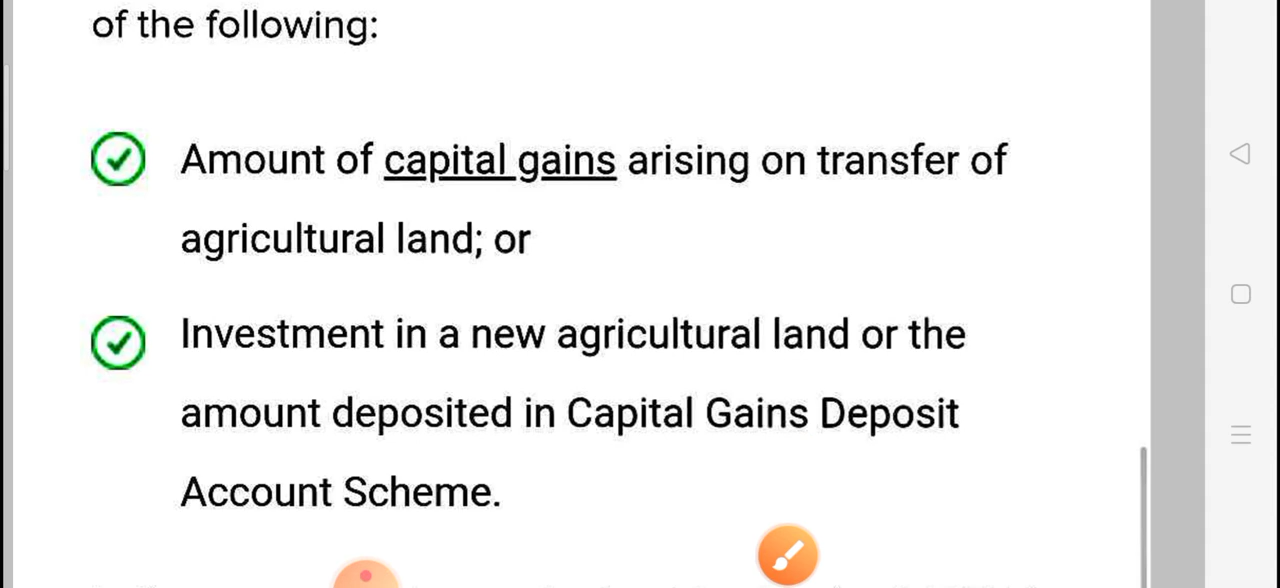 of the following:
Amount of capital gains arising on transfer of
agricultural land; or
Investment in a new agricultural land or the
amount deposited in Capital Gains Deposit
Account Scheme.